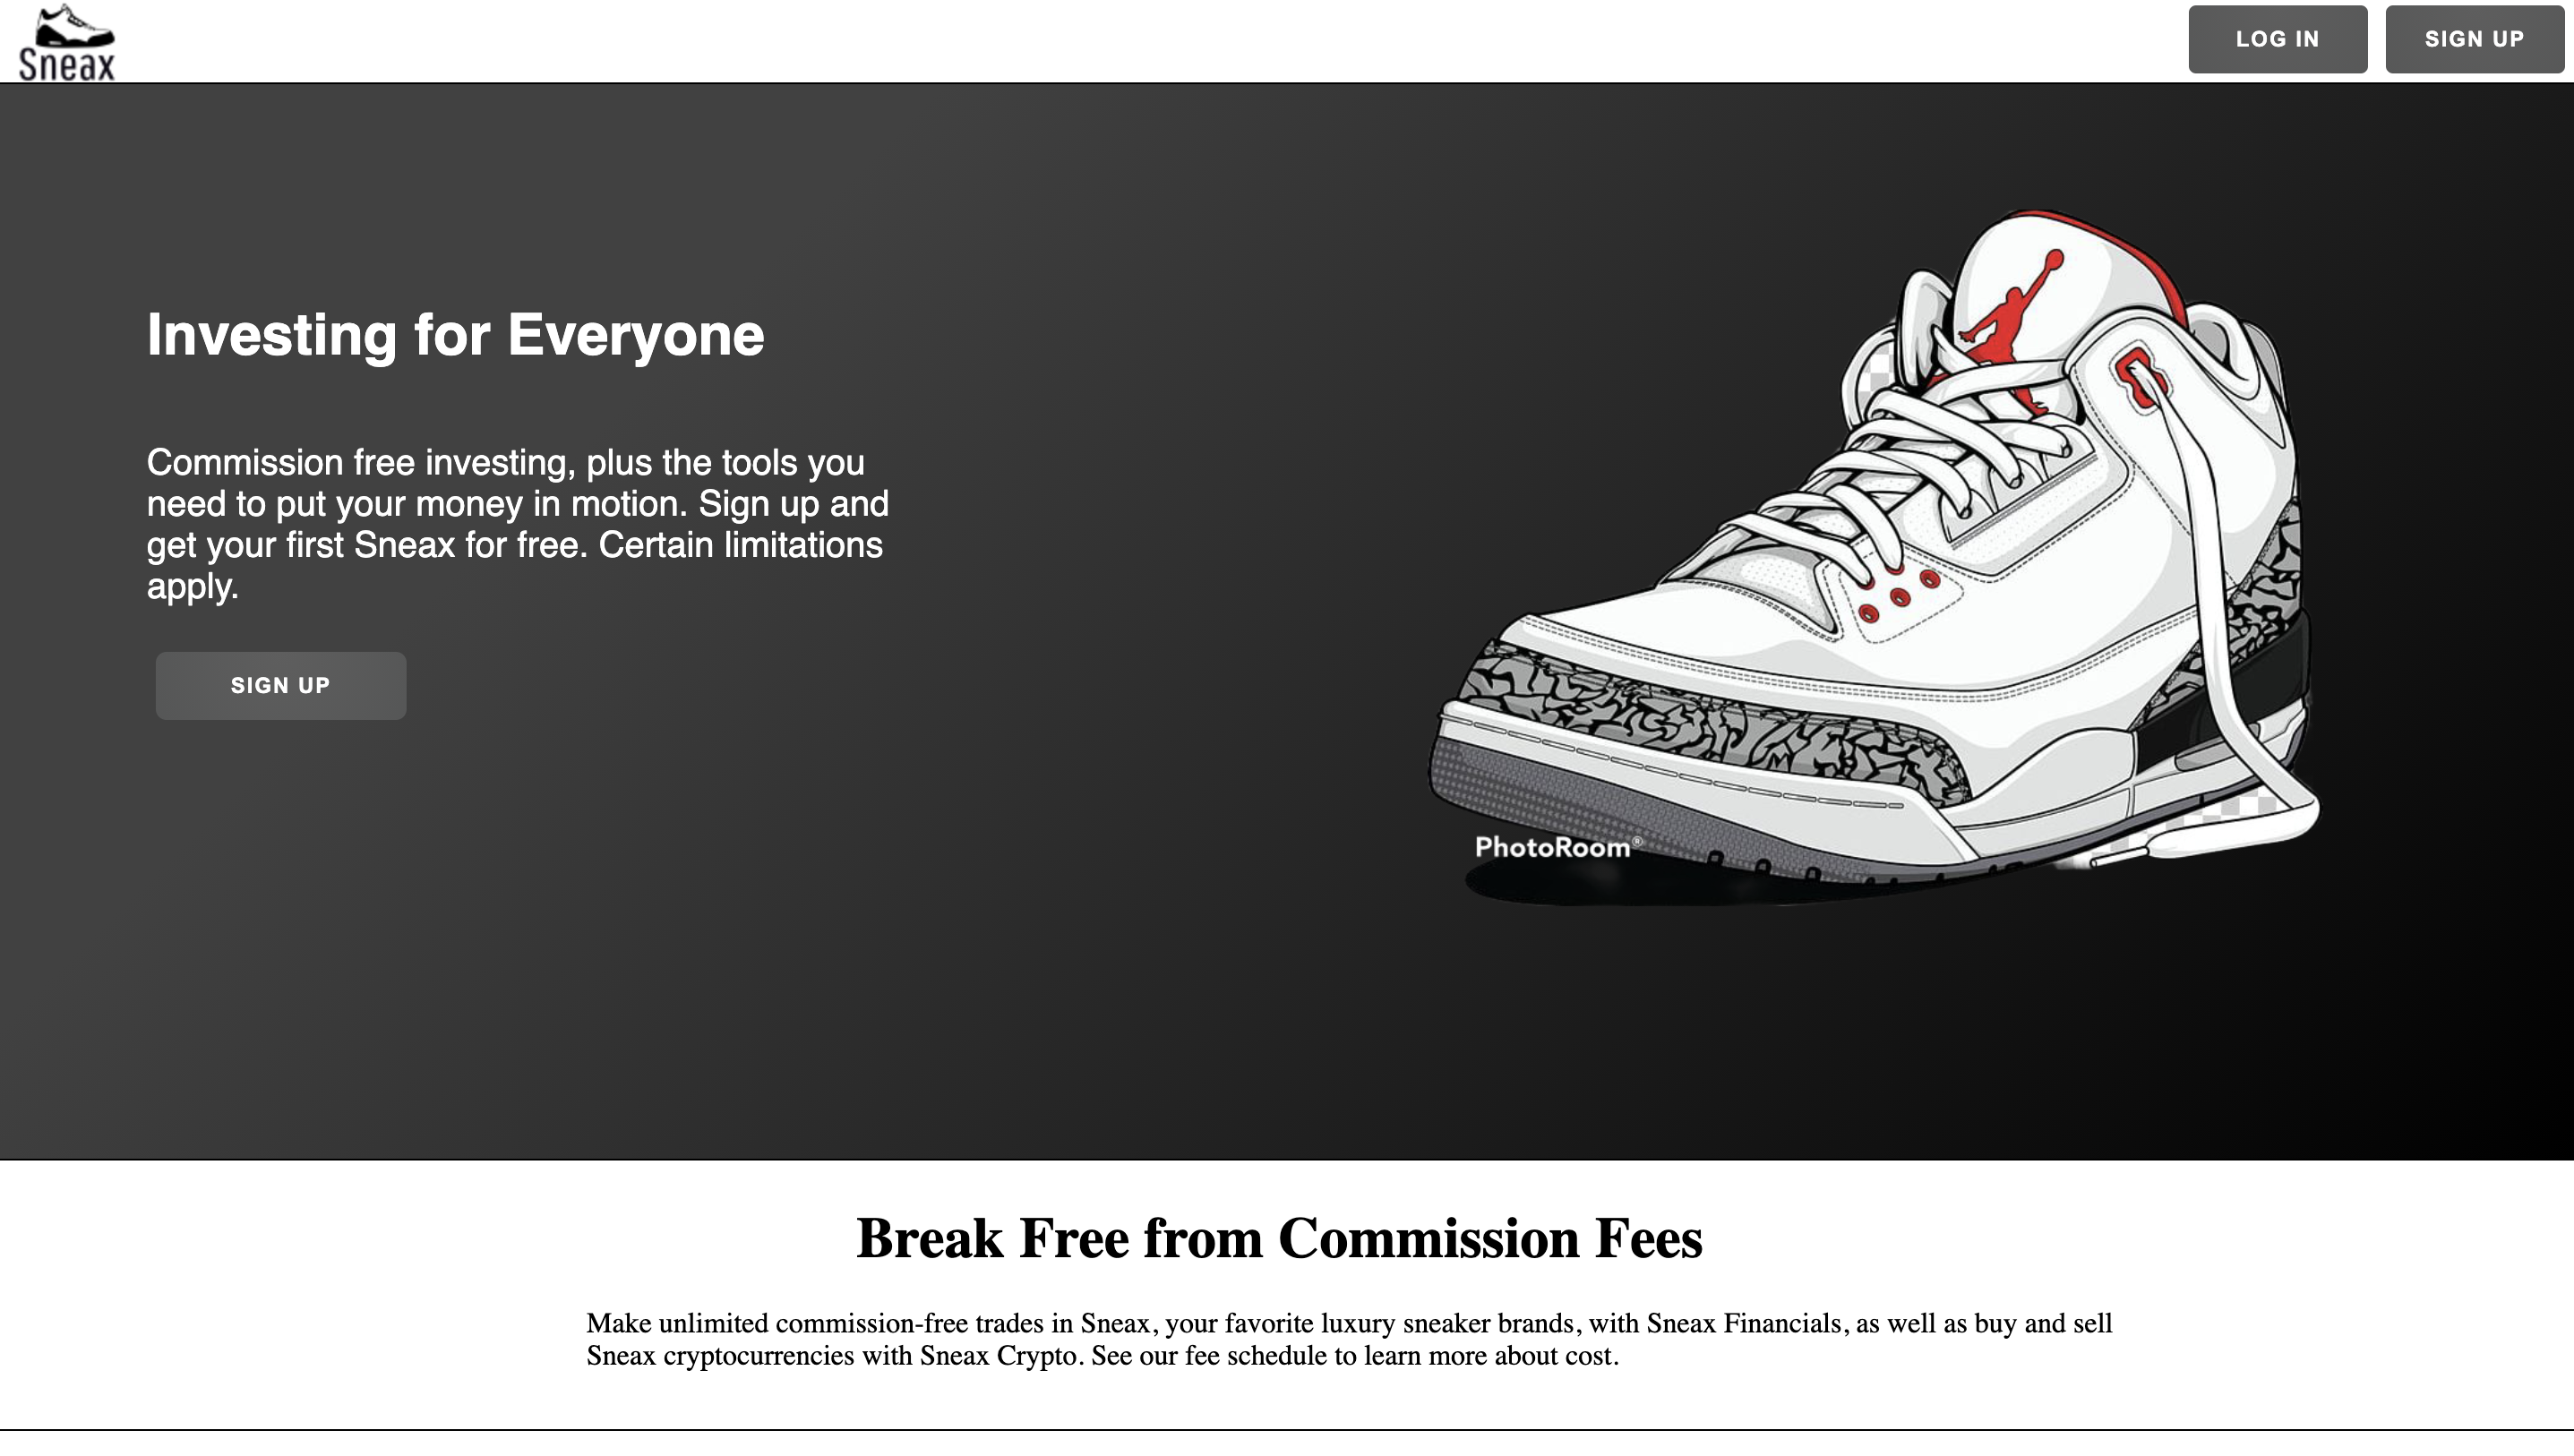 Sneax
LOG IN
SIGN UP
Investing for Everyone
Commission free investing, plus the tools you
need to put your money in motion. Sign up and
get your first Sneax for free. Certain limitations
apply.
SIGN UP
PhotoRoom®
Break Free from Commission Fees
Make unlimited commission-free trades in Sneax, your favorite luxury sneaker brands, with Sneax Financials, as well as buy and sell
Sneax cryptocurrencies with Sneax Crypto. See our fee schedule to learn more about cost.